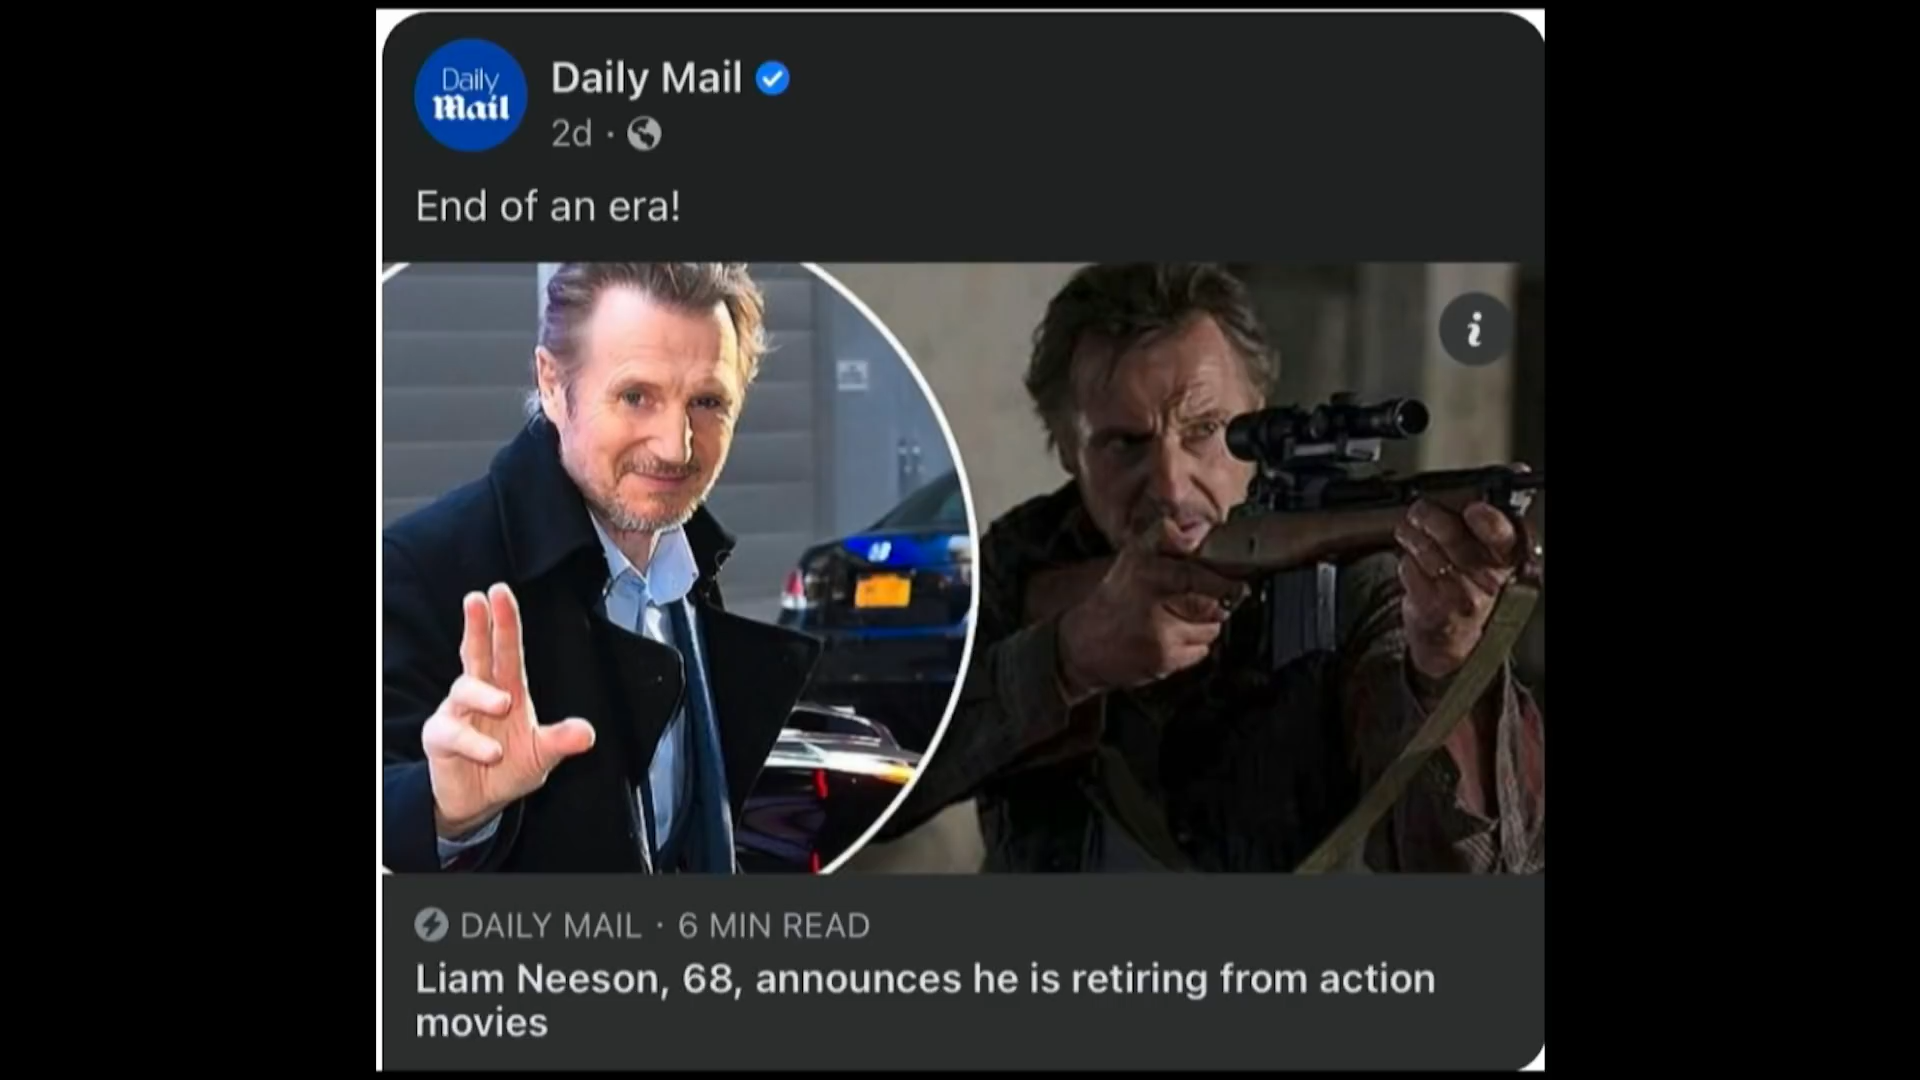 Daily
Mail
Daily Mail
2d ·
End of an era!
i
DAILY MAIL · 6 MIN READ
Liam Neeson, 68, announces he is retiring from action
movies